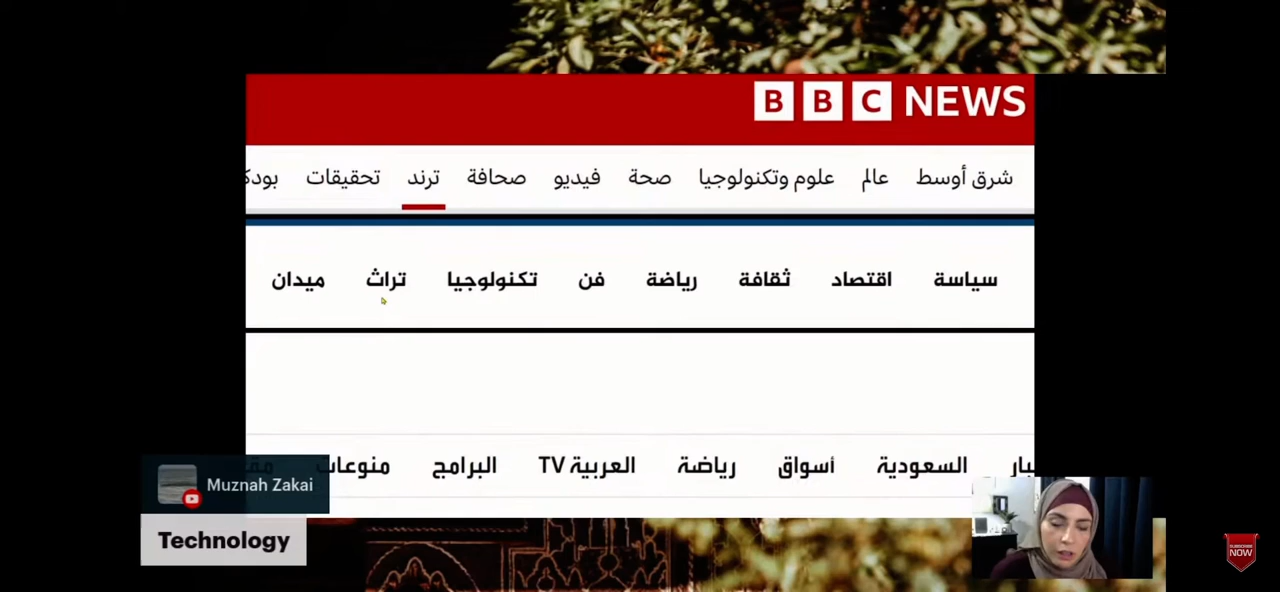 BBC NEWS
شرق أوسط عالم علوم وتكنولوجيا صحة فيديو صحافة ترند تحقيقات
سياسة اقتصاد ثقافة رياضة فن تكنولوجيا تراث ميدان
السعودية أسواق رياضة العربية TV البرامج منوعات
Muznah Zakai
Technology
SUBSCRIBE
NOW